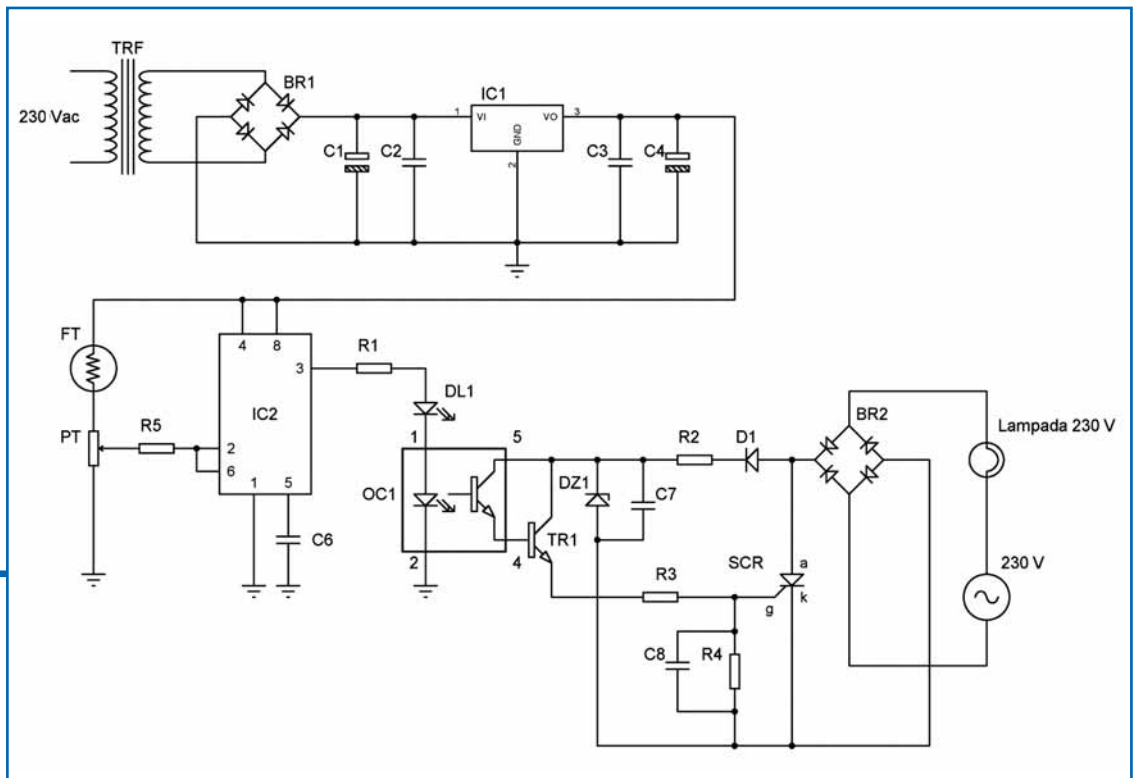 TRF
230 Vac
BR1
C1
C2
IC1
1
VI
VO
3
GND
2
C3
C4
FT
PT
R5
4
8
3
IC2
2
6
1
5
C6
R1
DL1
1
5
OC1
2
4
TR1
DZ1
C7
R2
D1
BR2
Lampada 230 V
230 V
SCR
a
k
g
R3
C8
R4